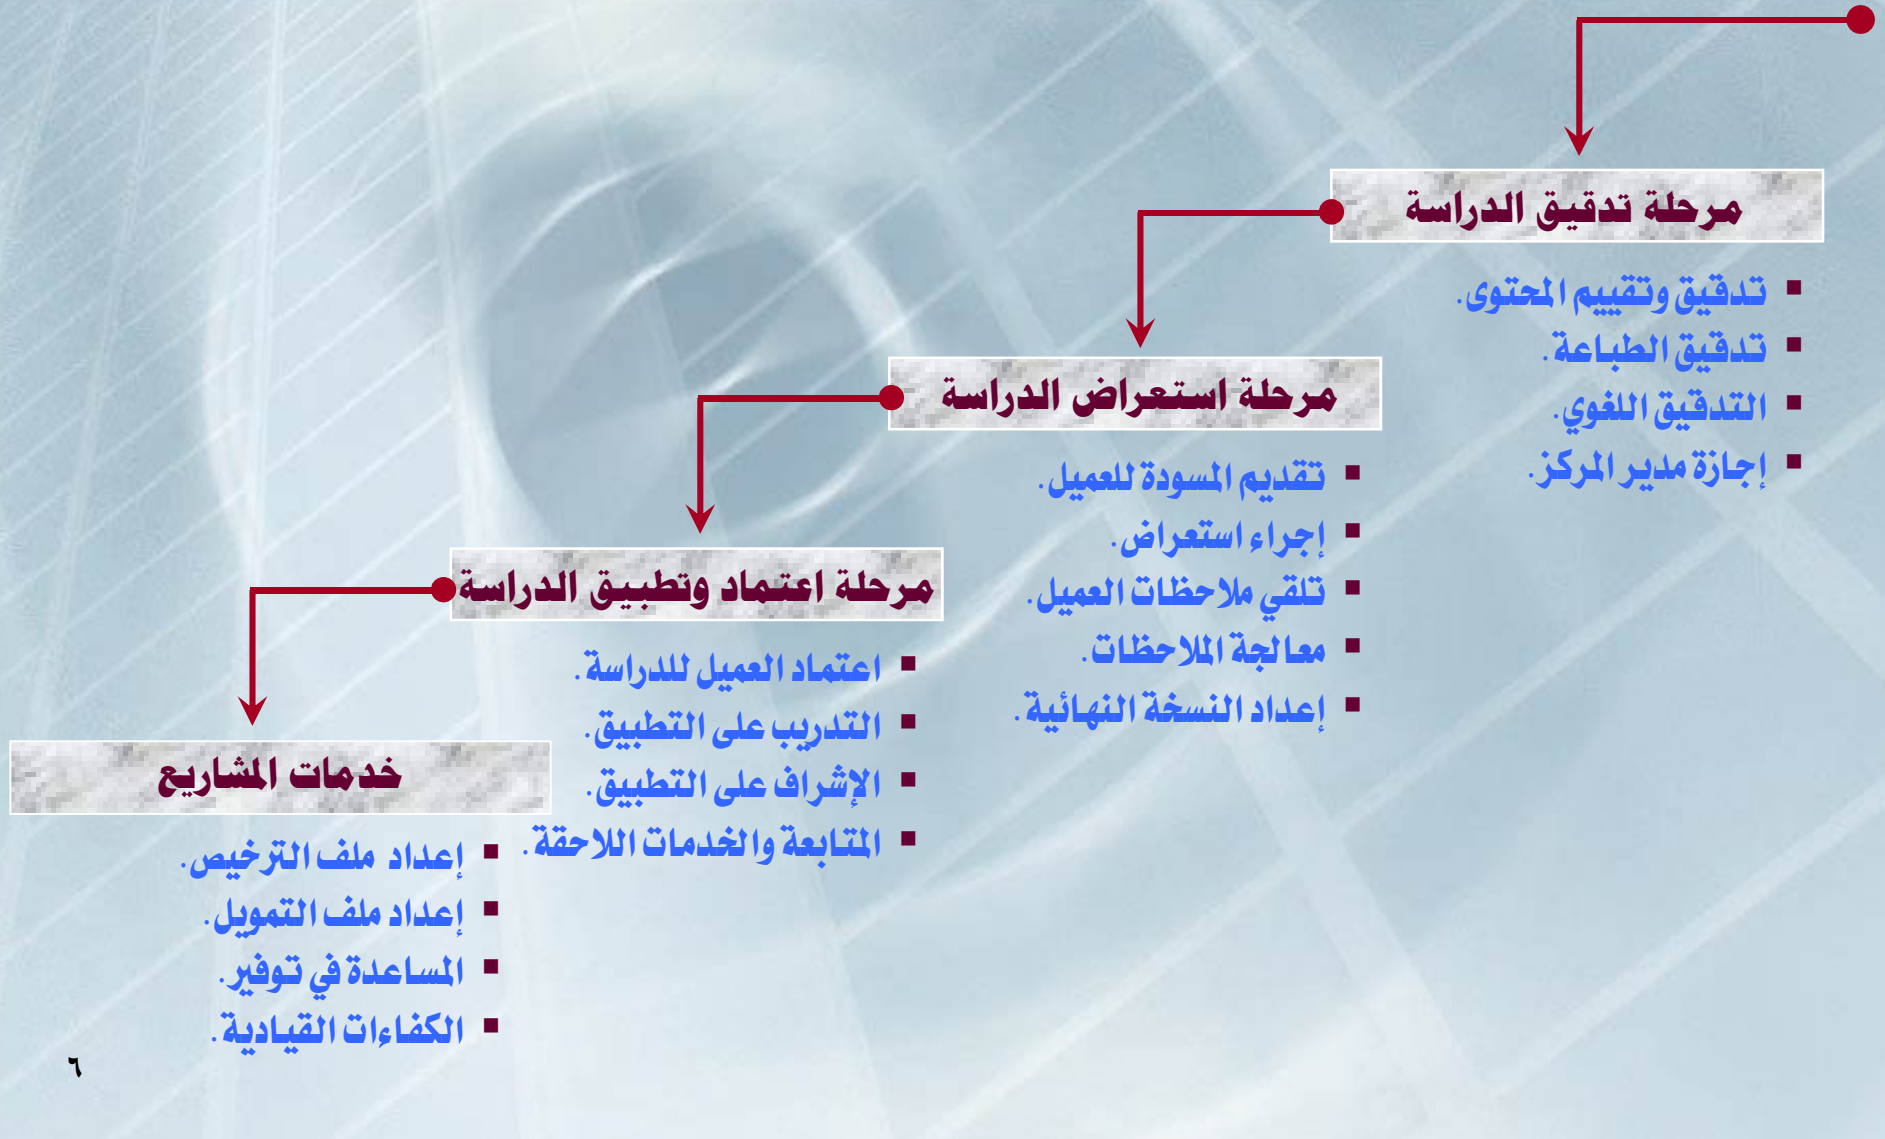 مرحلة تدقيق الدراسة
تدقيق وتقييم المحتوى.
تدقيق الطباعة.
التدقيق اللغوي.
إجازة مدير المركز.
مرحلة استعراض الدراسة
تقديم المسودة للعميل.
إجراء استعراض.
تلقي ملاحظات العميل.
معالجة الملاحظات.
إعداد النسخة النهائية.
مرحلة اعتماد وتطبيق الدراسة
اعتماد العميل للدراسة.
التدريب على التطبيق.
الإشراف على التطبيق.
المتابعة والخدمات اللاحقة.
خدمات المشاريع
إعداد ملف الترخيص.
إعداد ملف التمويل.
المساعدة في توفير.
الكفاءات القيادية.
٦